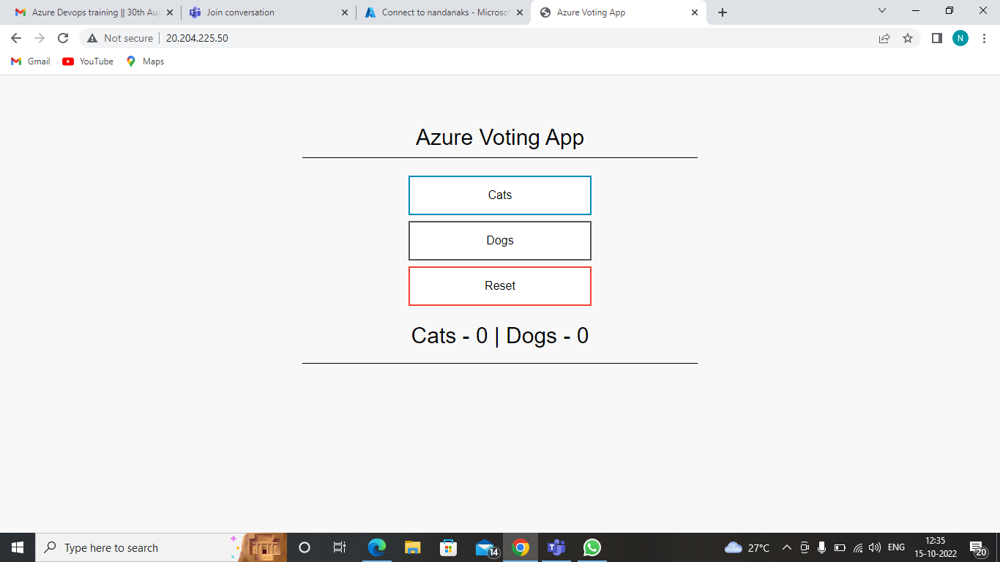 Azure Devops training || 30th Aug
Join conversation
Connect to nandanaks - Microsof
Azure Voting App
Not secure
20.204.225.50
N
Gmail
YouTube
Maps
Azure Voting App
Cats
Dogs
Reset
Cats - 0 | Dogs - 0
Type here to search
14
27°C
ENG
12:35
15-10-2022
20